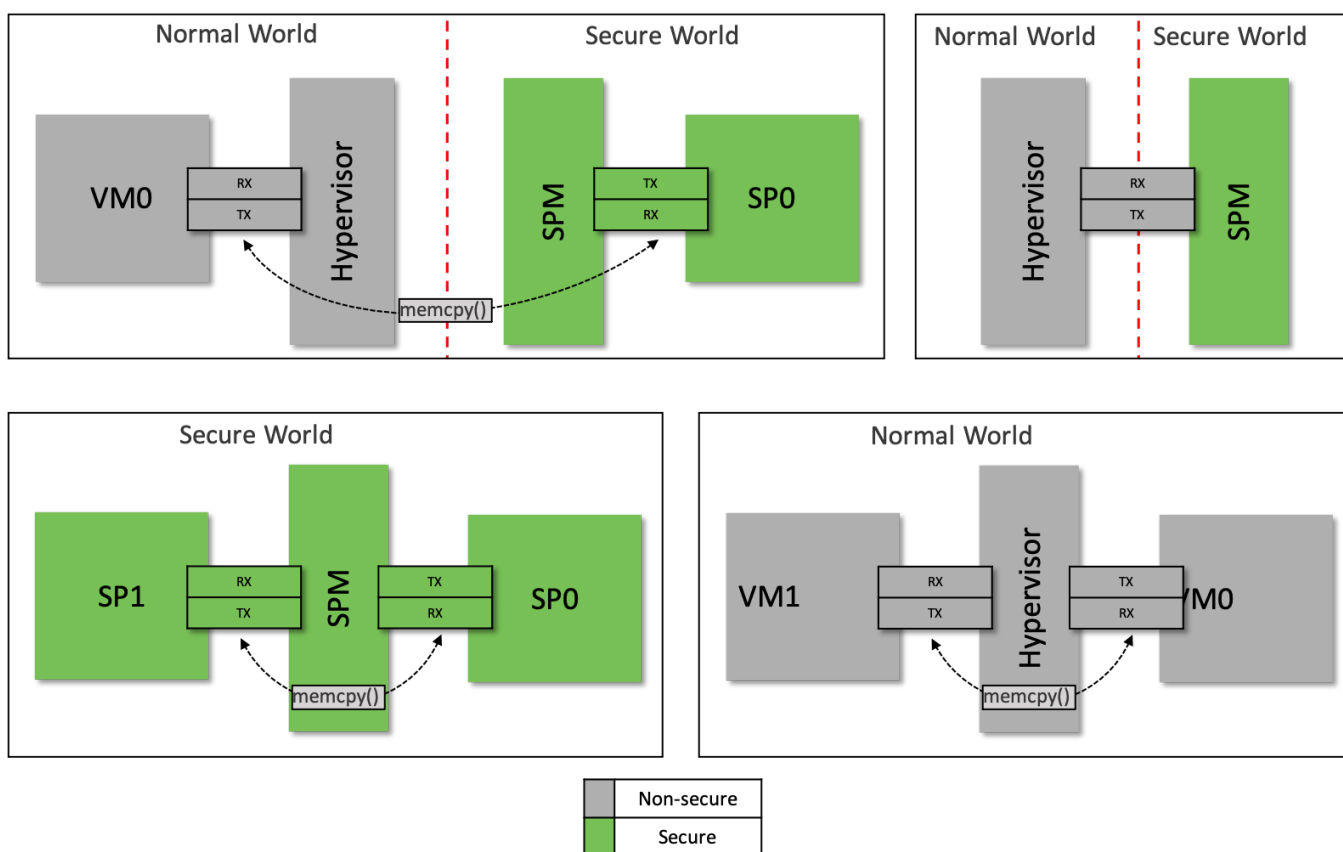 Normal World
Secure World
VM0
RX
TX
Hypervisor
SPM
TX
RX
SP0
memcpy()
Normal World
Secure World
Hypervisor
RX
TX
SPM
Secure World
SP1
RX
TX
SPM
TX
RX
SP0
memcpy()
Normal World
VM1
RX
TX
Hypervisor
TX
RX
VM0
memcpy()
Non-secure
Secure